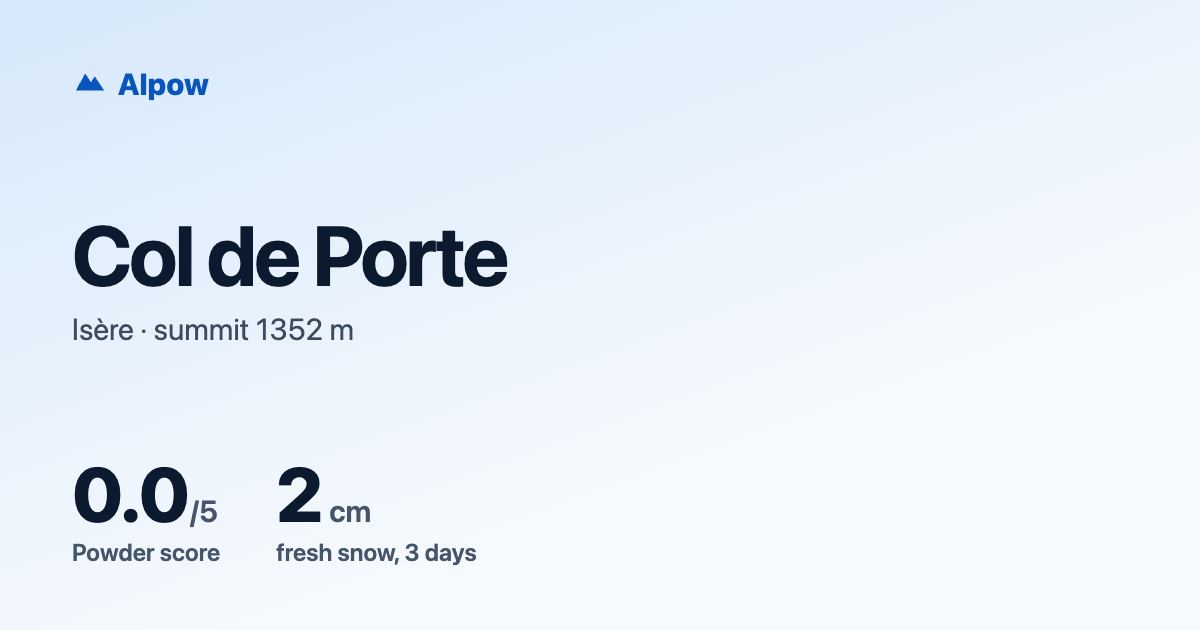 Alpow
Col de Porte
Isère · summit 1352 m
0.0/5
Powder score
2 cm
fresh snow, 3 days